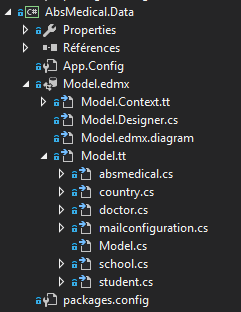 C# AbsMedical.Data
Properties
Références
App.Config
Model.edmx
Model.Context.tt
Model.Designer.cs
Model.edmx.diagram
Model.tt
absmedical.cs
country.cs
doctor.cs
mailconfiguration.cs
Model.cs
school.cs
student.cs
packages.config